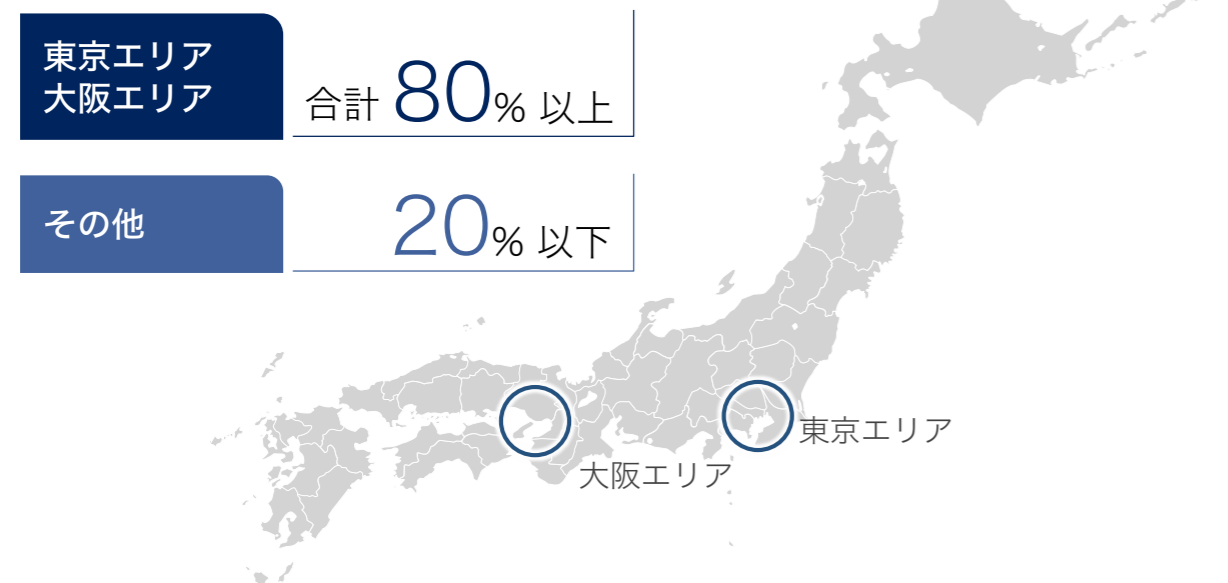 東京エリア
大阪エリア
合計 80% 以上
その他
20% 以下
東京エリア
大阪エリア